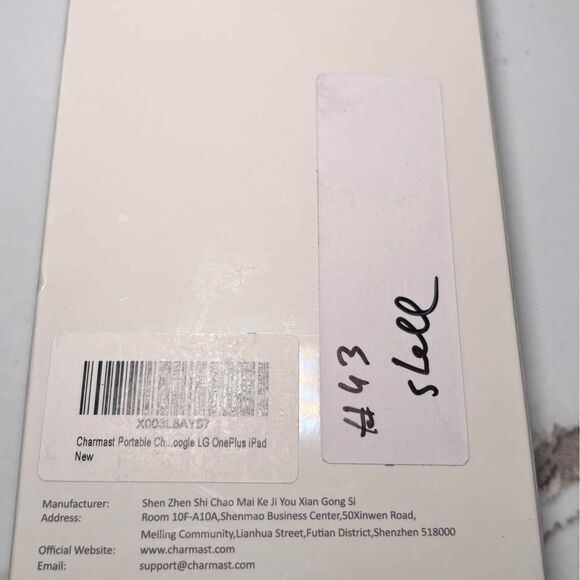 #43
shell
X003L8AY57
Charmast Portable Ch...oogle LG OnePlus iPad
New
Manufacturer: Shen Zhen Shi Chao Mai Ke Ji You Xian Gong Si
Address: Room 10F-A10A,Shenmao Business Center,50Xinwen Road,
Meiling Community,Lianhua Street,Futian District,Shenzhen 518000
Official Website: www.charmast.com
Email: support@charmast.com